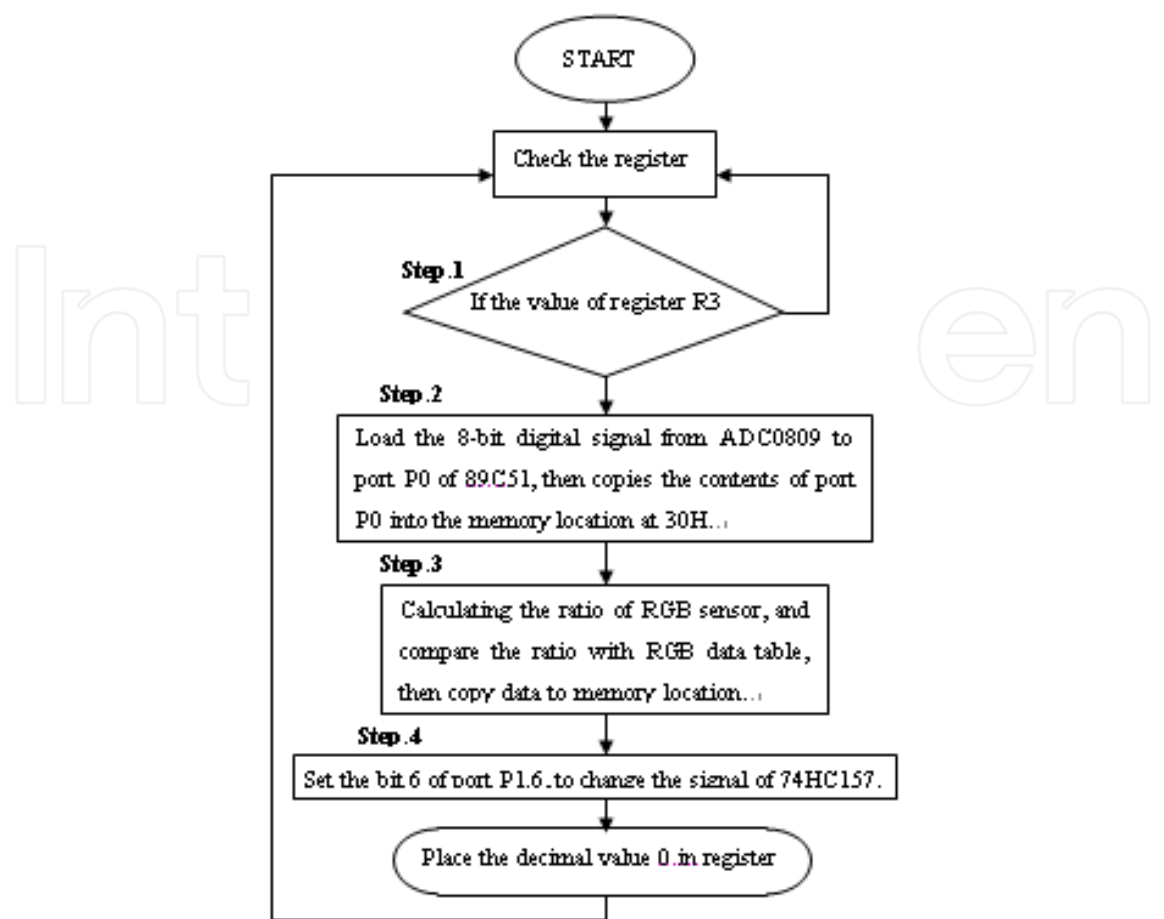 START
Check the register
Step.1
If the value of register R3
Step.2
Load the 8-bit digital signal from ADC0809 to
port P0 of 89C51, then copies the contents of port
P0 into the memory location at 30H...
Step.3
Calculating the ratio of RGB sensor, and
compare the ratio with RGB data table,
then copy data to memory location...
Step.4
Set the bit 6 of port P1.6. to change the signal of 74HC157.
Place the decimal value 0 in register
Int en